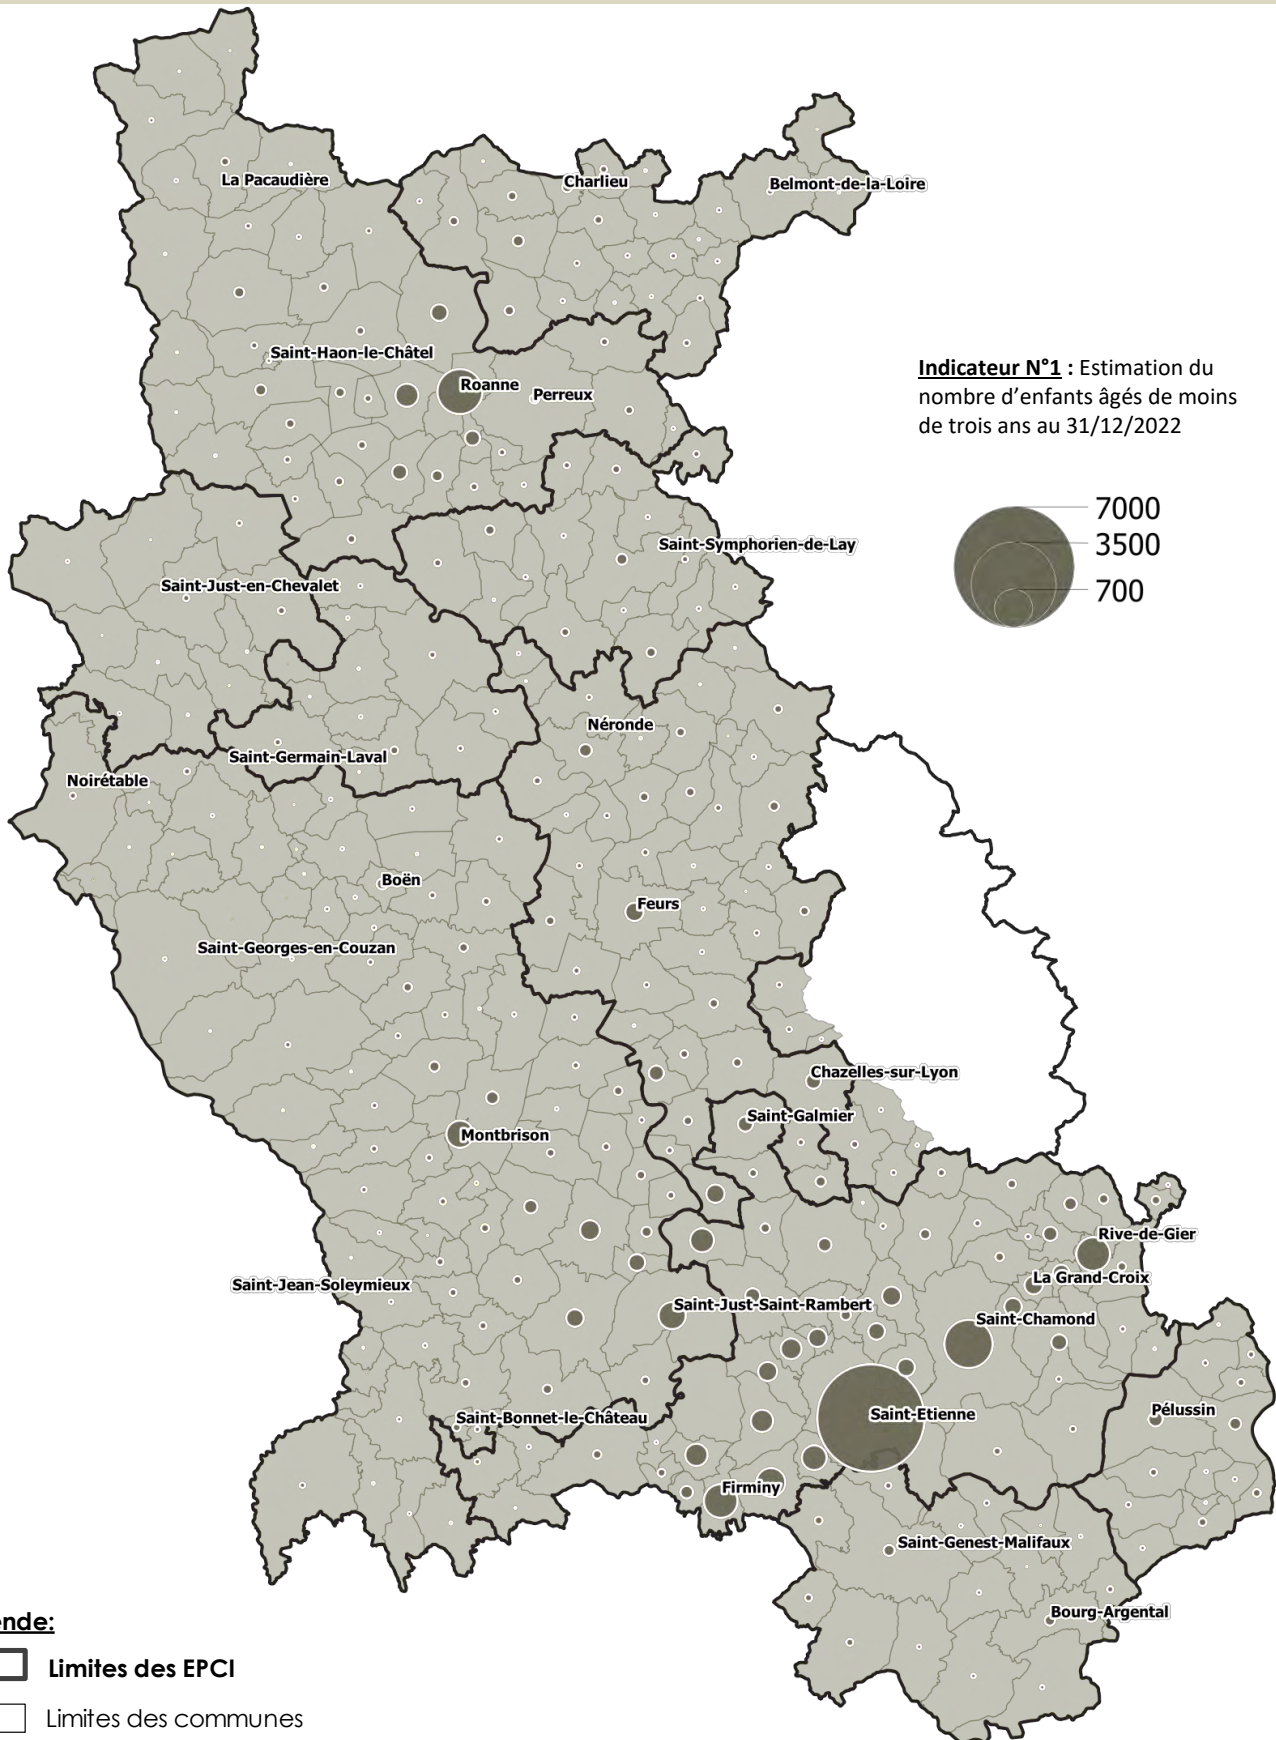 La Pacaudière
Charlieu
Belmont-de-la-Loire
Saint-Haon-le-Châtel
Roanne
Perreux
Indicateur N°1 : Estimation du
nombre d’enfants âgés de moins
de trois ans au 31/12/2022
7000
3500
700
Saint-Symphorien-de-Lay
Saint-Just-en-Chevalet
Néronde
Saint-Germain-Laval
Noirétable
Boën
Feurs
Saint-Georges-en-Couzan
Chazelles-sur-Lyon
Saint-Galmier
Montbrison
Rive-de-Gier
La Grand-Croix
Saint-Jean-Soleymieux
Saint-Just-Saint-Rambert
Saint-Chamond
Pélussin
Saint-Etienne
Saint-Bonnet-le-Château
Firminy
Saint-Genest-Malifaux
Bourg-Argental
ende:
Limites des EPCI
Limites des communes